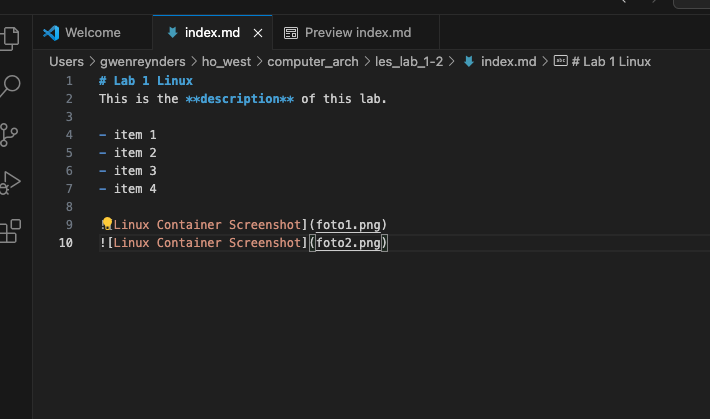 Welcome
index.md
Preview index.md
Users > gwenreynders > ho_west > computer_arch > les_lab_1-2 > index.md > # Lab 1 Linux
1 # Lab 1 Linux
2 This is the **description** of this lab.
3
4 - item 1
5 - item 2
6 - item 3
7 - item 4
8
9 ![Linux Container Screenshot](foto1.png)
10 ![Linux Container Screenshot](foto2.png)